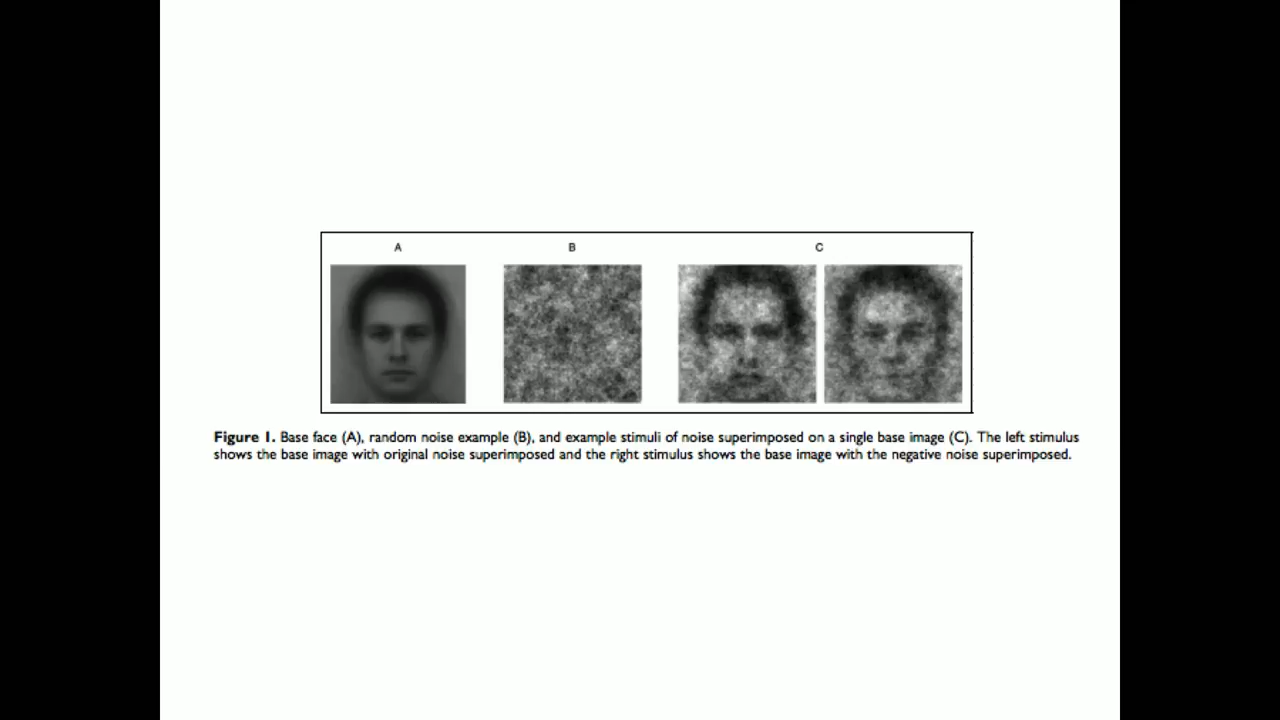 A B C
Figure 1. Base face (A), random noise example (B), and example stimuli of noise superimposed on a single base image (C). The left stimulus
shows the base image with original noise superimposed and the right stimulus shows the base image with the negative noise superimposed.